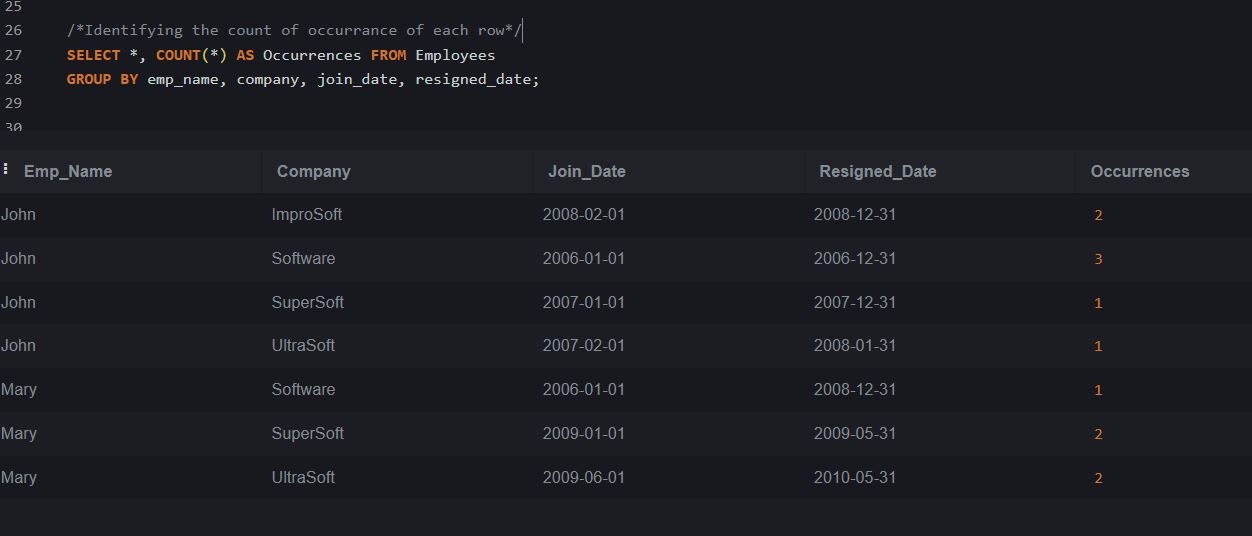 25
26 /*Identifying the count of occurrance of each row*/
27 SELECT *, COUNT(*) AS Occurrences FROM Employees
28 GROUP BY emp_name, company, join_date, resigned_date;
29
30
Emp_Name Company Join_Date Resigned_Date Occurrences
John ImproSoft 2008-02-01 2008-12-31 2
John Software 2006-01-01 2006-12-31 3
John SuperSoft 2007-01-01 2007-12-31 1
John UltraSoft 2007-02-01 2008-01-31 1
Mary Software 2006-01-01 2008-12-31 1
Mary SuperSoft 2009-01-01 2009-05-31 2
Mary UltraSoft 2009-06-01 2010-05-31 2